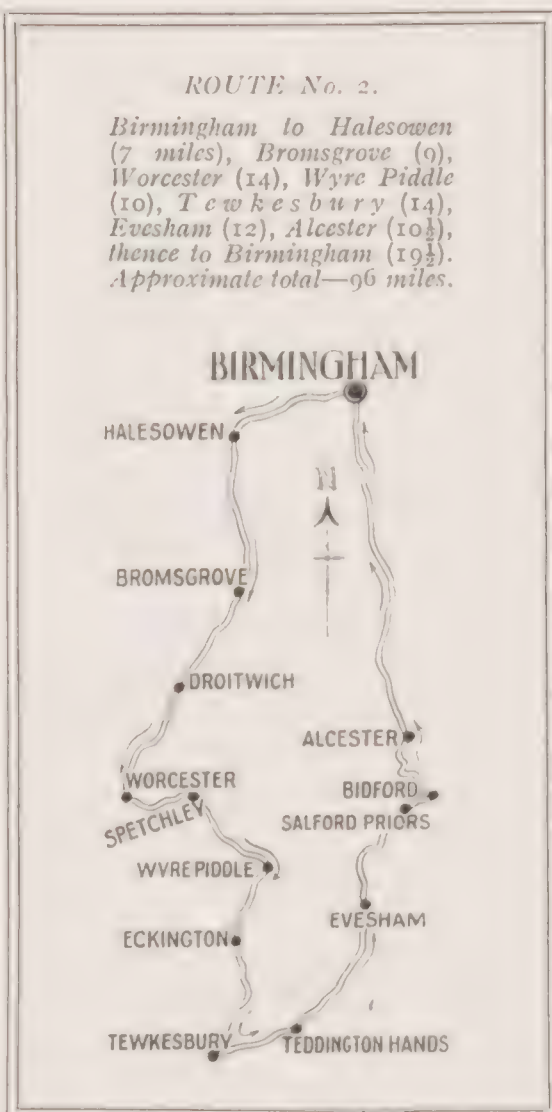 ROUTE No. 2.
Birmingham to Halesowen
(7 miles), Bromsgrove (9),
Worcester (14), Wyre Piddle
(10), Tewkesbury (14),
Evesham (12), Alcester (10½),
thence to Birmingham (19½).
Approximate total—96 miles.
BIRMINGHAM
HALESOWEN
N
BROMSGROVE
DROITWICH
ALCESTER
WORCESTER
BIDFORD
SPETCHLEY
SALFORD PRIORS
WYRE PIDDLE
EVESHAM
ECKINGTON
TEWKESBURY
TEDDINGTON HANDS